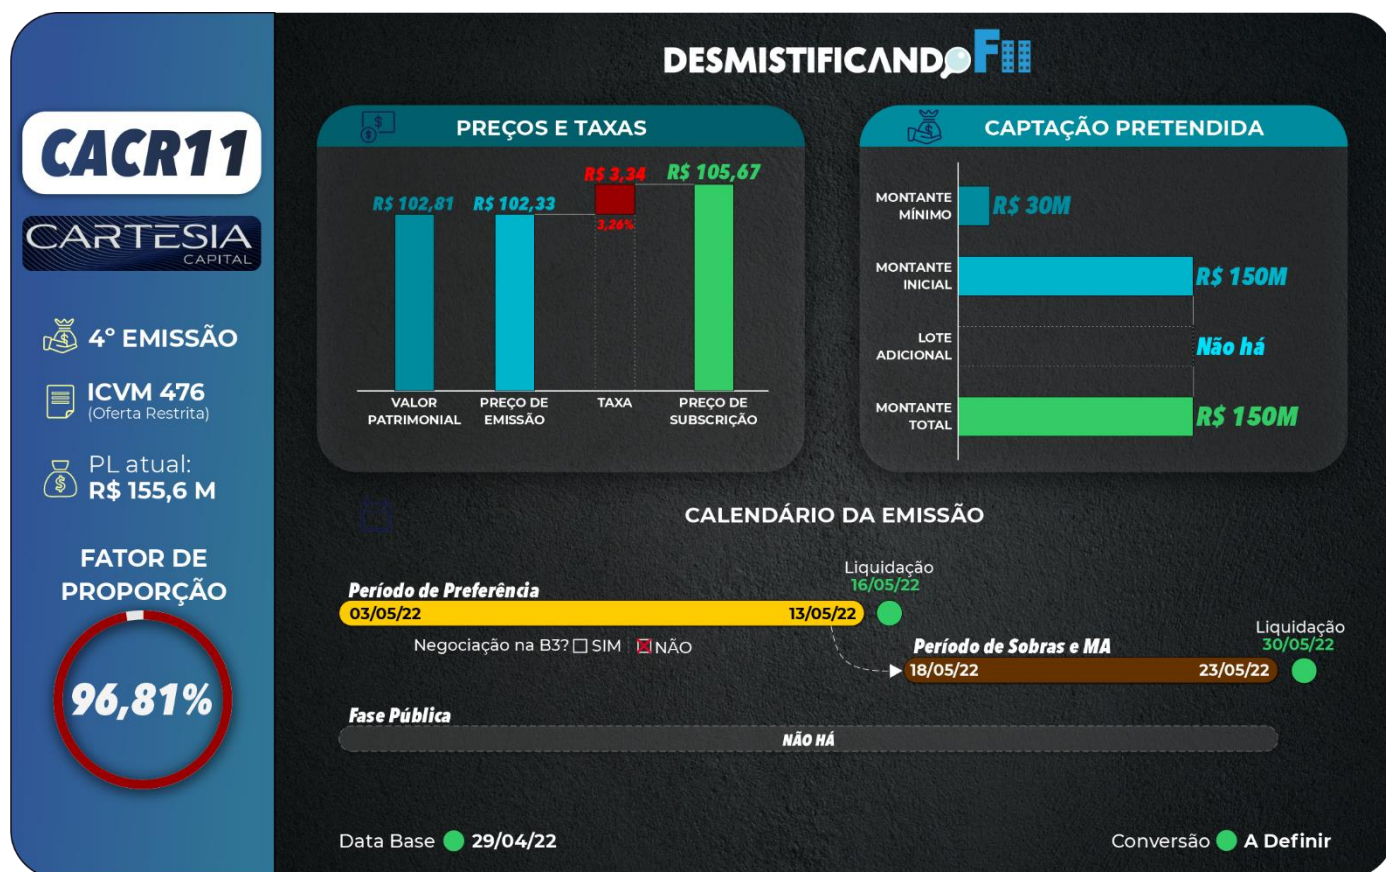 DESMISTIFICANDO FII
CACR11
CARTESIA
CAPITAL
4º EMISSÃO
ICVM 476
(Oferta Restrita)
PL atual:
R$ 155,6 M
FATOR DE
PROPORÇÃO
96,81%
PREÇOS E TAXAS
R$ 102,81
R$ 102,33
R$ 3,34
R$ 105,67
3,26%
VALOR
PATRIMONIAL
PREÇO DE
EMISSÃO
TAXA
PREÇO DE
SUBSCRIÇÃO
CAPTAÇÃO PRETENDIDA
MONTANTE
MÍNIMO
R$ 30M
MONTANTE
INICIAL
R$ 150M
LOTE
ADICIONAL
Não há
MONTANTE
TOTAL
R$ 150M
CALENDÁRIO DA EMISSÃO
Período de Preferência
03/05/22
13/05/22
Liquidação
16/05/22
Negociação na B3? SIM NÃO
Período de Sobras e MA
18/05/22
23/05/22
Liquidação
30/05/22
Fase Pública
NÃO HÁ
Data Base 29/04/22
Conversão A Definir